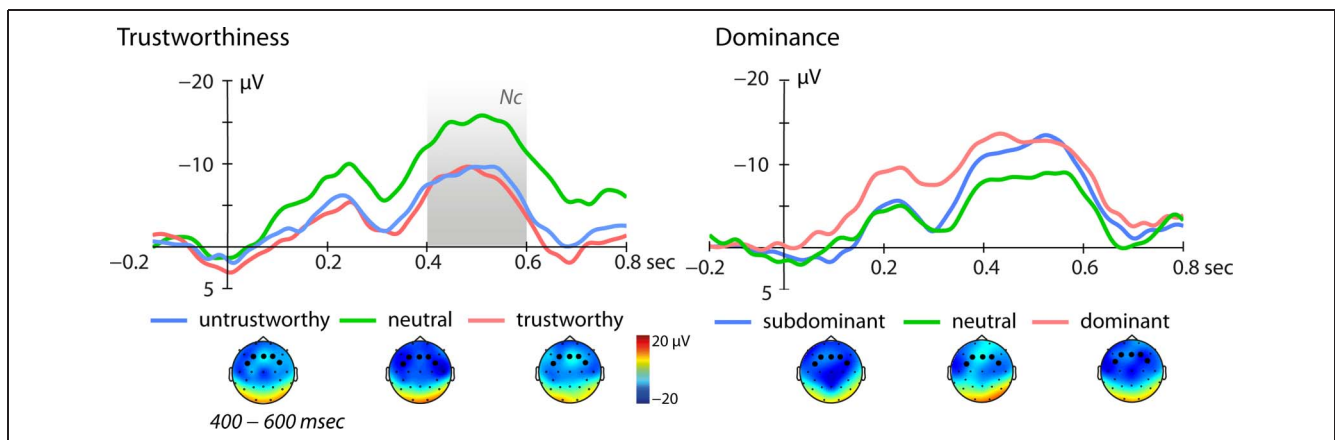 Trustworthiness
−20 µV
Nc
−10
−0.2 0.2 0.4 0.6 0.8 sec
5
untrustworthy neutral trustworthy
20 µV
−20
400 – 600 msec
Dominance
−20 µV
−10
−0.2 0.2 0.4 0.6 0.8 sec
5
subdominant neutral dominant